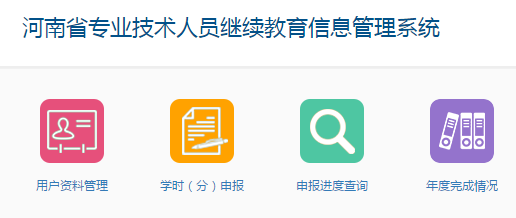 河南省专业技术人员继续教育信息管理系统
用户资料管理
学时（分）申报
申报进度查询
年度完成情况